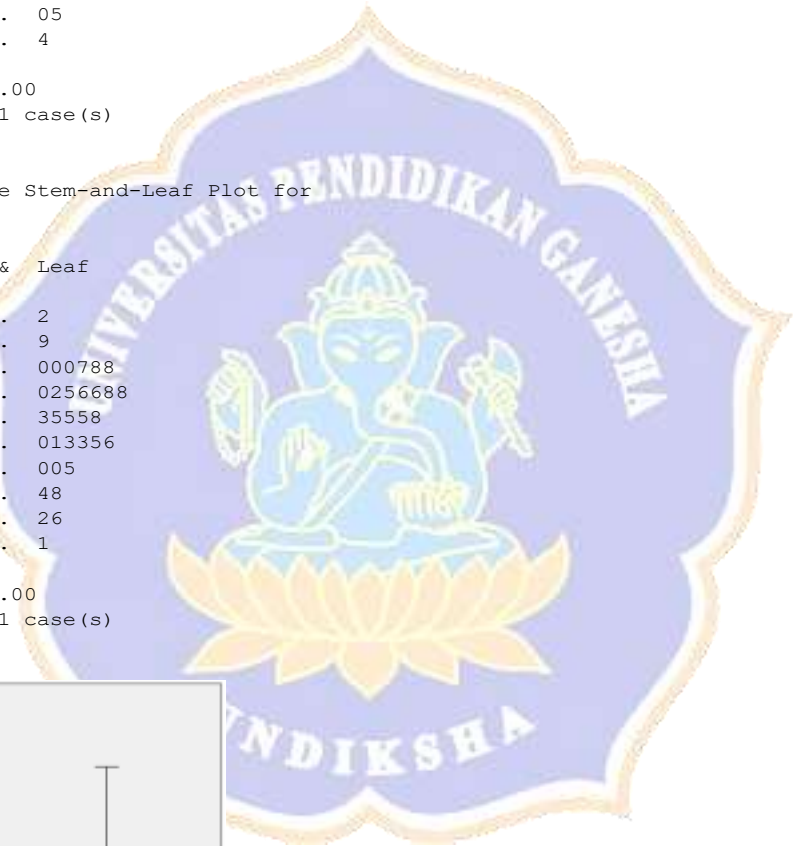 . 05
. 4
.00
1 case(s)
e Stem-and-Leaf Plot for
& Leaf
. 2
. 9
. 000788
. 0256688
. 35558
. 013356
. 005
. 48
. 26
. 1
.00
1 case(s)
UNIVERSITAS PENDIDIKAN GANESHA
UNDIKSHA